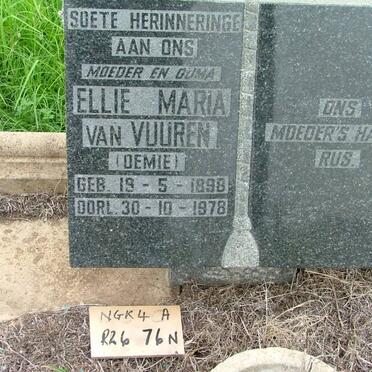 SOETE HERINNERINGE
AAN ONS
MOEDER EN OUMA
ELLIE MARIA
VAN VUUREN
(DEMIE)
GEB. 19-5-1898
OORL. 30-10-1978
ONS
MOEDER'S HA
RUS.
NGK4 A
R26 76N